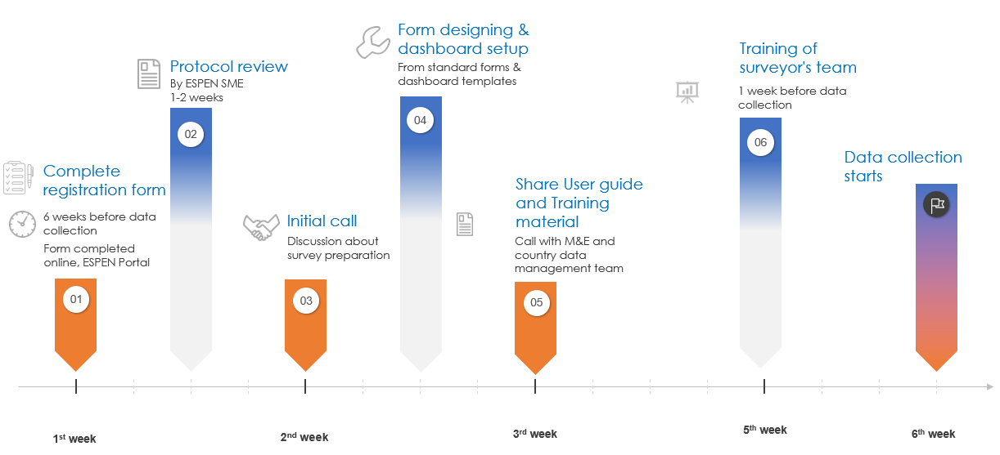 Complete
registration form
6 weeks before data
collection
Form completed
online, ESPEN Portal
01
Protocol review
By ESPEN SME
1-2 weeks
02
Initial call
Discussion about
survey preparation
03
Form designing &
dashboard setup
From standard forms &
dashboard templates
04
Share User guide
and Training
material
Call with M&E and
country data
management team
05
Training of
surveyor's team
1 week before data
collection
06
Data collection
starts
1st week
2nd week
3rd week
5th week
6th week